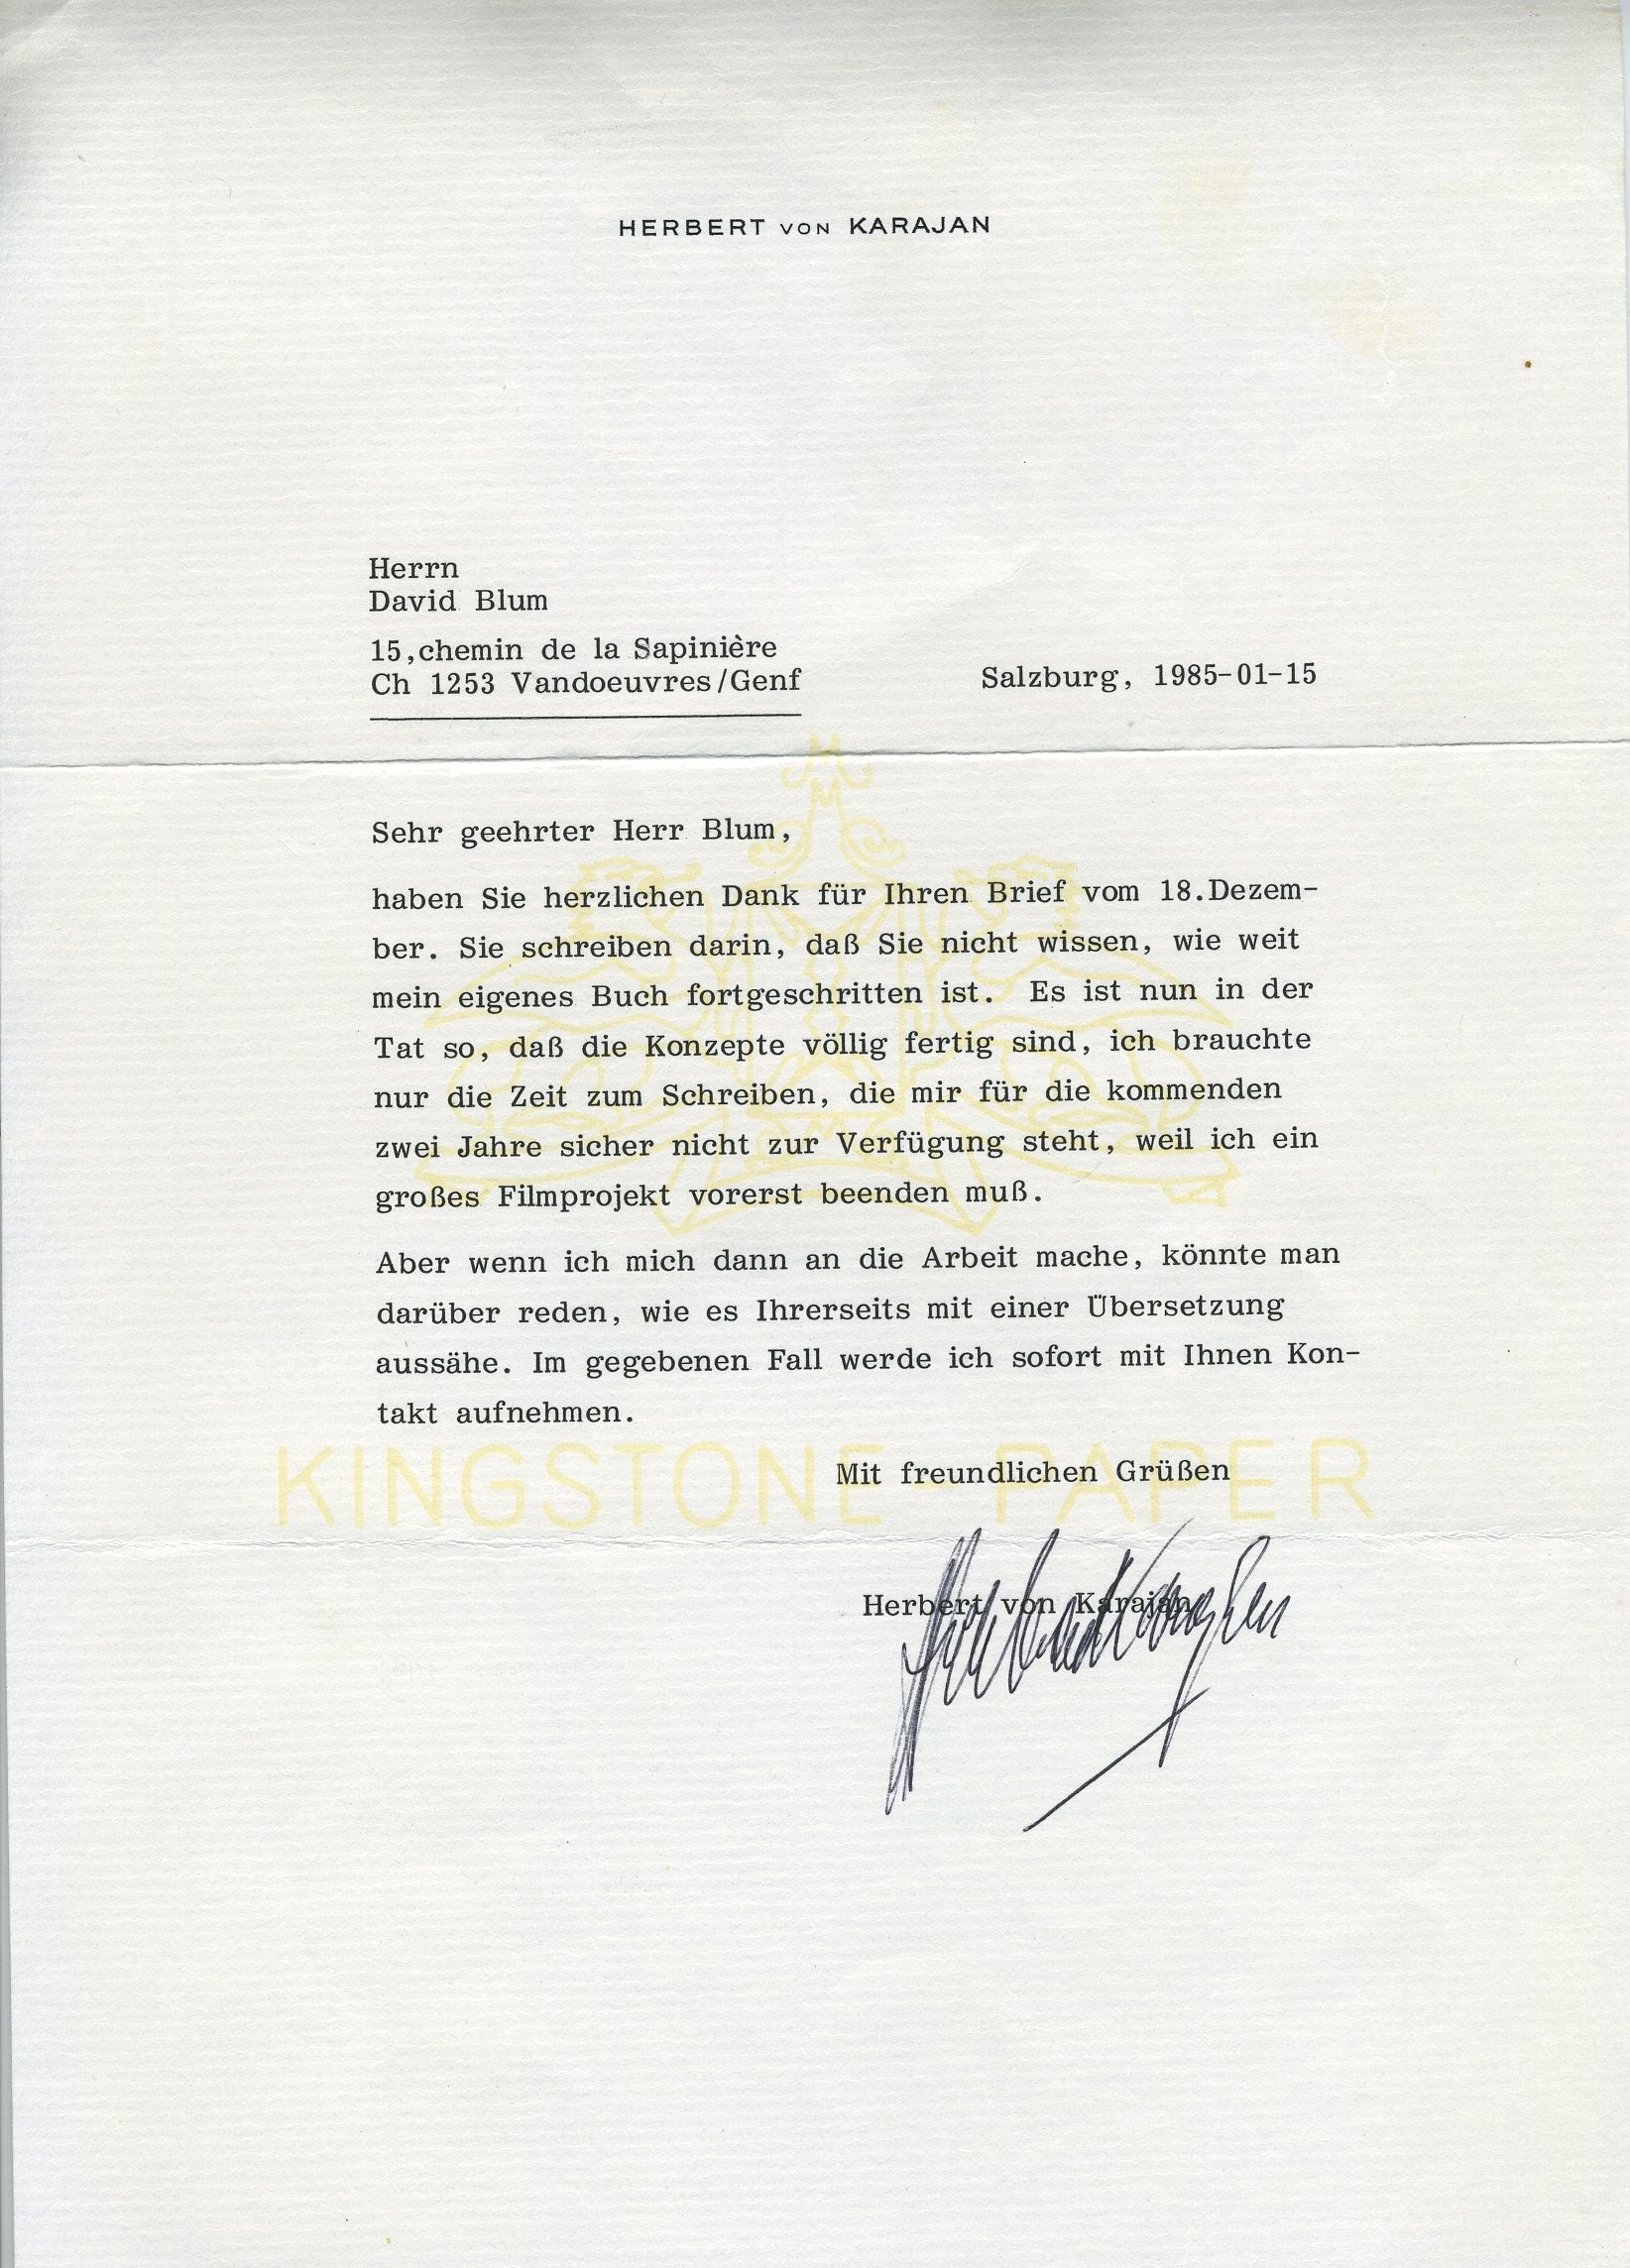 HERBERT VON KARAJAN
Herrn
David Blum
15,chemin de la Sapinière
Ch 1253 Vandoeuvres/Genf
Salzburg, 1985-01-15
Sehr geehrter Herr Blum,
haben Sie herzlichen Dank für Ihren Brief vom 18.Dezem-
ber. Sie schreiben darin, daß Sie nicht wissen, wie weit
mein eigenes Buch fortgeschritten ist. Es ist nun in der
Tat so, daß die Konzepte völlig fertig sind, ich brauchte
nur die Zeit zum Schreiben, die mir für die kommenden
zwei Jahre sicher nicht zur Verfügung steht, weil ich ein
großes Filmprojekt vorerst beenden muß.
Aber wenn ich mich dann an die Arbeit mache, könnte man
darüber reden, wie es Ihrerseits mit einer Übersetzung
aussähe. Im gegebenen Fall werde ich sofort mit Ihnen Kon-
takt aufnehmen.
KINGSTONE-PAPER
Mit freundlichen Grüßen
Herbert von Karajan
Herbert von Karajan